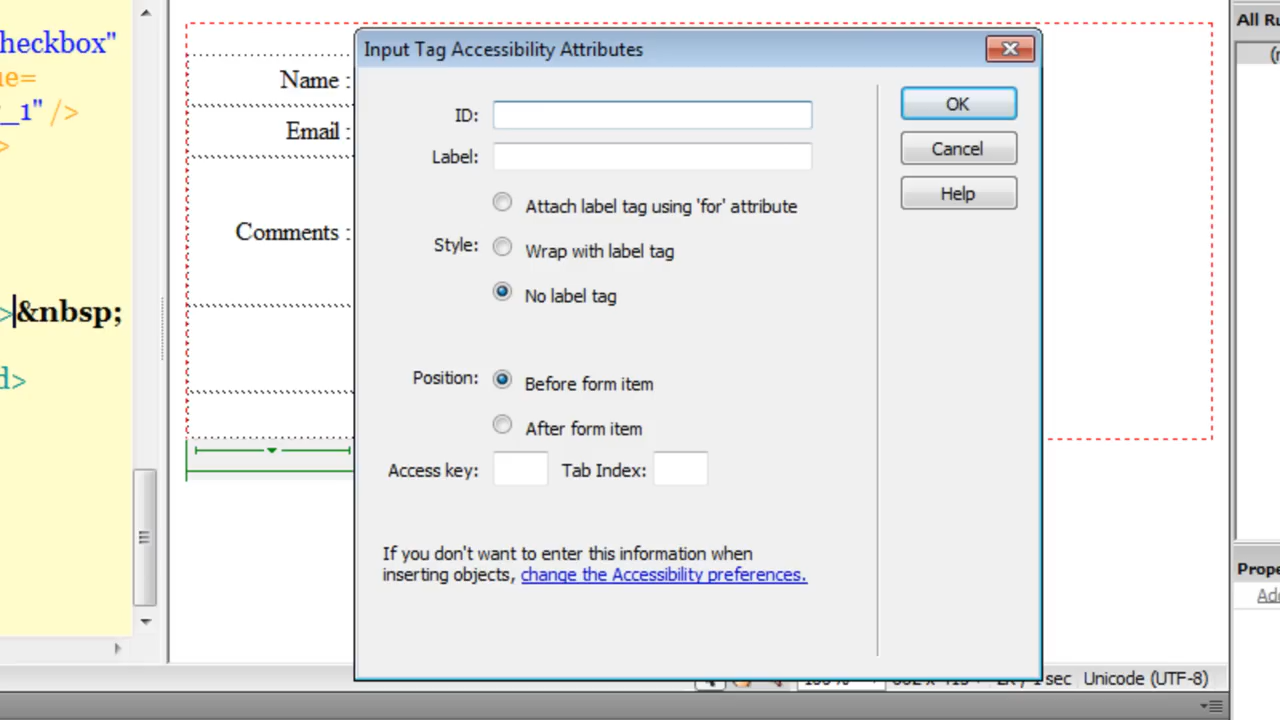 heckbox"
ue=
_1" />
>
>&nbsp;
d>
Name :
Email :
Comments :
Input Tag Accessibility Attributes
ID:
Label:
Attach label tag using 'for' attribute
Style:
Wrap with label tag
No label tag
Position:
Before form item
After form item
Access key:
Tab Index:
If you don't want to enter this information when
inserting objects, change the Accessibility preferences.
OK
Cancel
Help
All Ru
Prope
Add
sec Unicode (UTF-8)